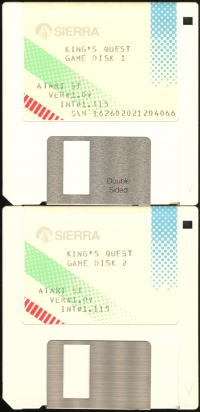 SIERRA
KING'S QUEST
GAME DISK 1
ATARI ST
VER#1.0V
INT#1.115
S\N 162602021204066
Double
Sided
SIERRA
KING'S QUEST
GAME DISK 2
ATARI ST
VER#1.0V
INT#1.115